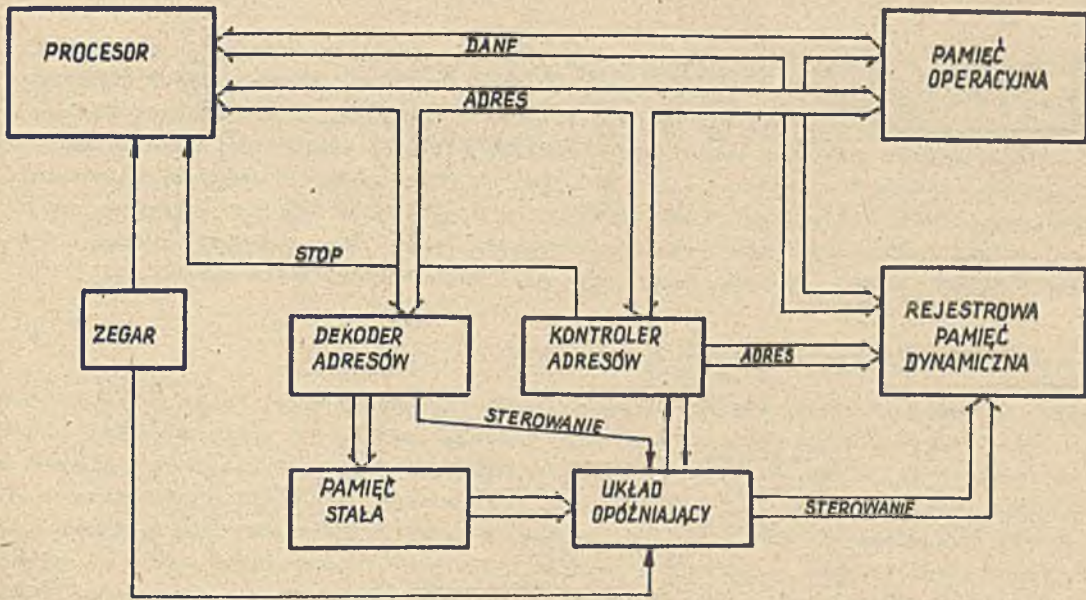 PROCESOR
DANE
PAMIĘĆ
OPERACYJNA
ADRES
STOP
ZEGAR
DEKODER
ADRESÓW
KONTROLER
ADRESÓW
ADRES
REJESTROWA
PAMIĘĆ
DYNAMICZNA
STEROWANIE
PAMIĘĆ
STAŁA
UKŁAD
OPÓŹNIAJĄCY
STEROWANIE